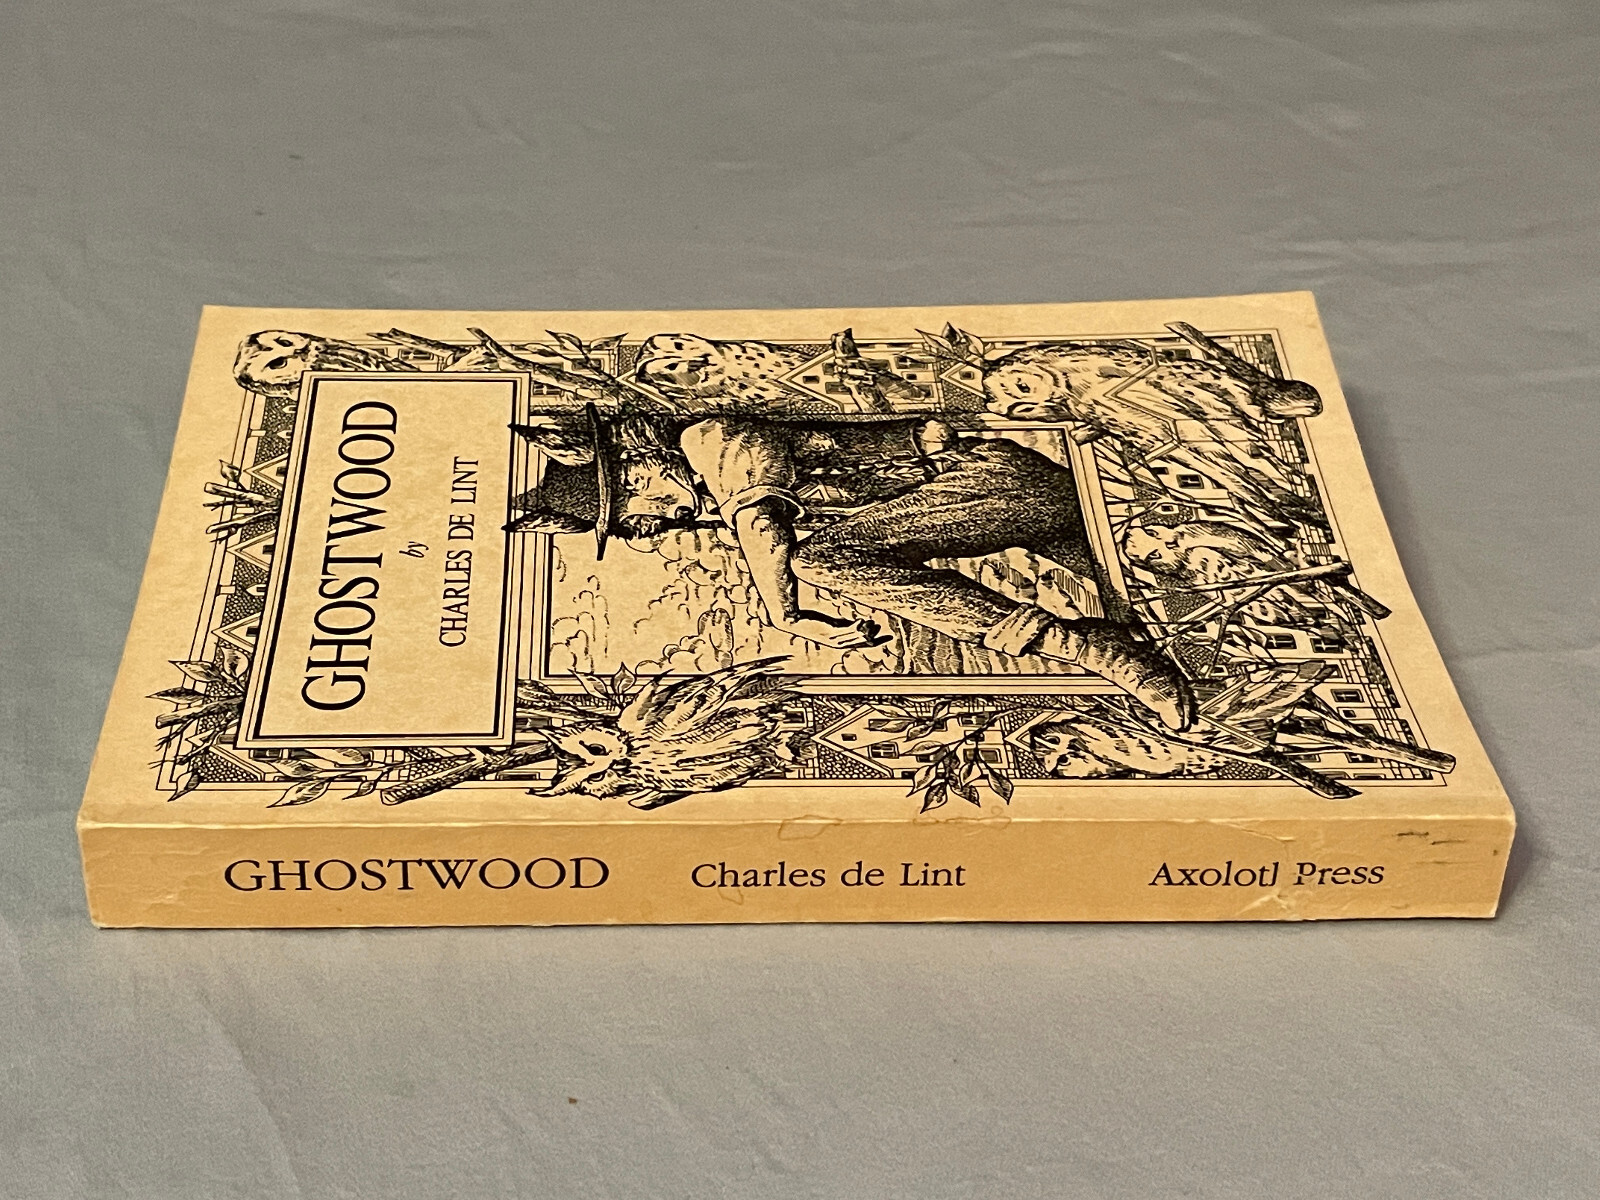 GHOSTWOOD
by
CHARLES DE LINT
GHOSTWOOD Charles de Lint Axolotl Press